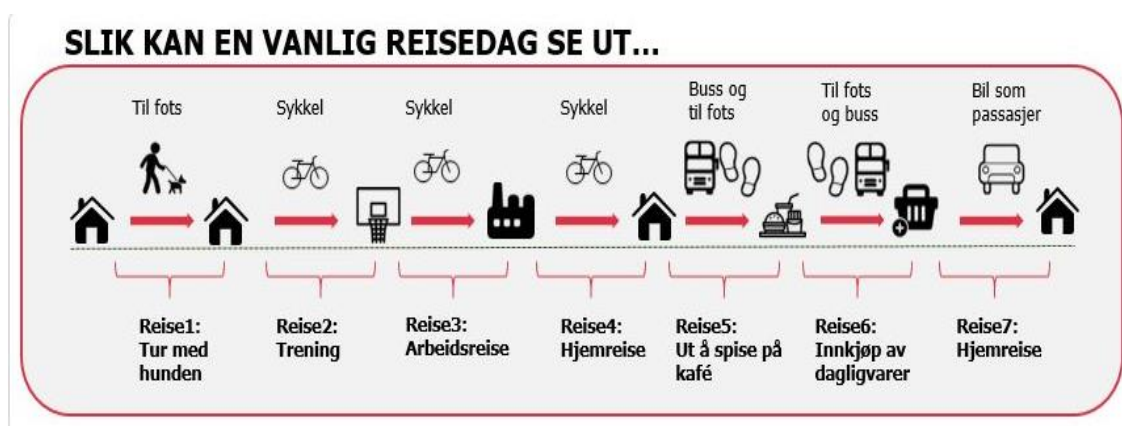 SLIK KAN EN VANLIG REISEDAG SE UT...
Til fots
Sykkel
Sykkel
Sykkel
Buss og
til fots
Til fots
og buss
Bil som
passasjer
Reise1:
Tur med
hunden
Reise2:
Trening
Reise3:
Arbeidsreise
Reise4:
Hjemreise
Reise5:
Ut å spise på
kafé
Reise6:
Innkjøp av
dagligvarer
Reise7:
Hjemreise